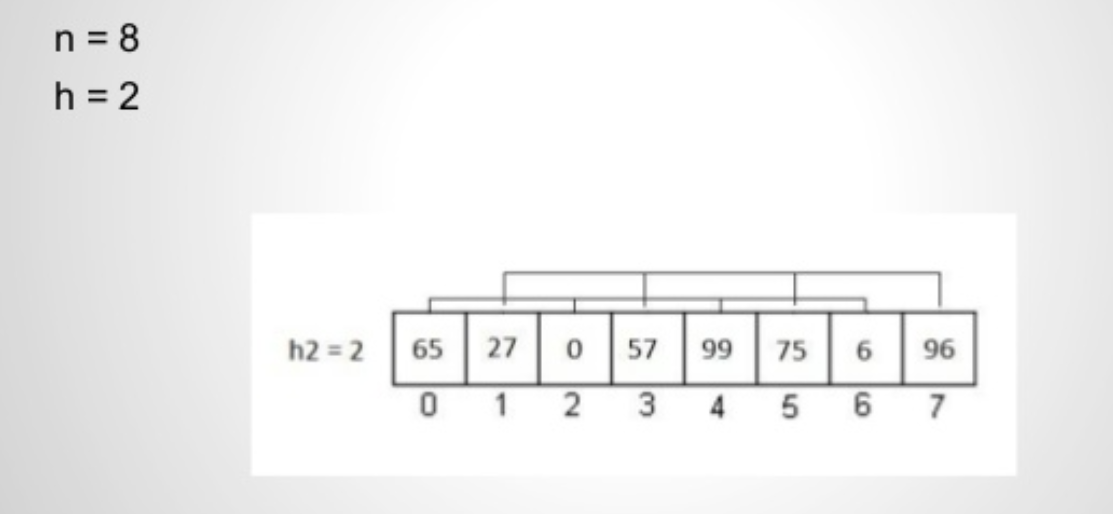 n = 8
h = 2
h2 = 2 65 27 0 57 99 75 6 96
0 1 2 3 4 5 6 7